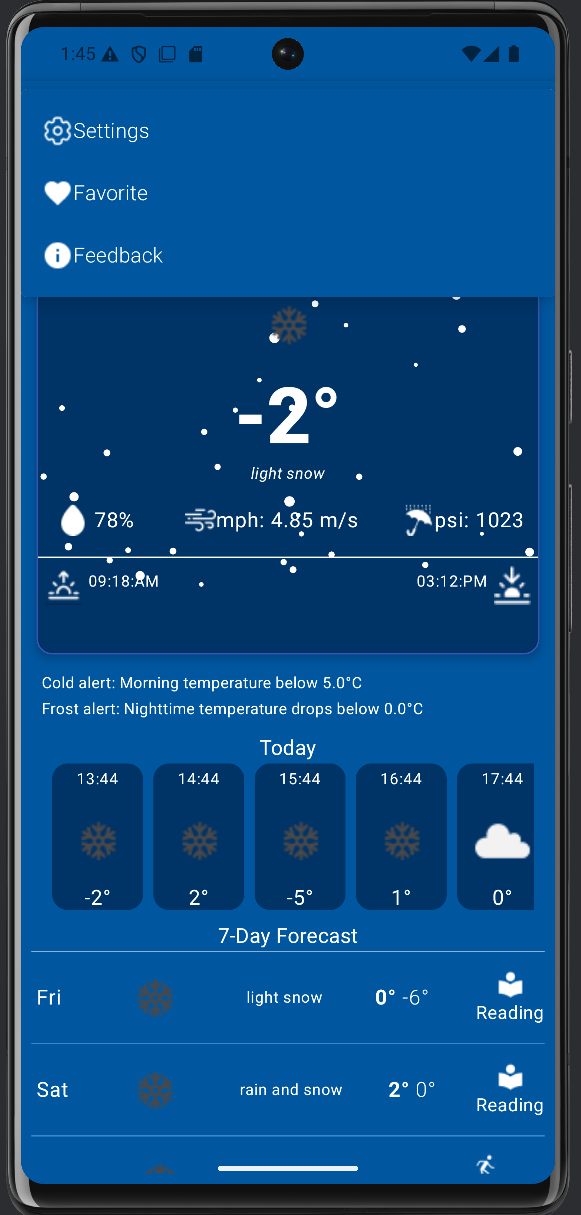 1:45
Settings
Favorite
Feedback
-2°
light snow
78% mph: 4.85 m/s psi: 1023
09:18:AM 03:12:PM
Cold alert: Morning temperature below 5.0°C
Frost alert: Nighttime temperature drops below 0.0°C
Today
13:44 14:44 15:44 16:44 17:44
-2° 2° -5° 1° 0°
7-Day Forecast
Fri light snow 0° -6° Reading
Sat rain and snow 2° 0° Reading